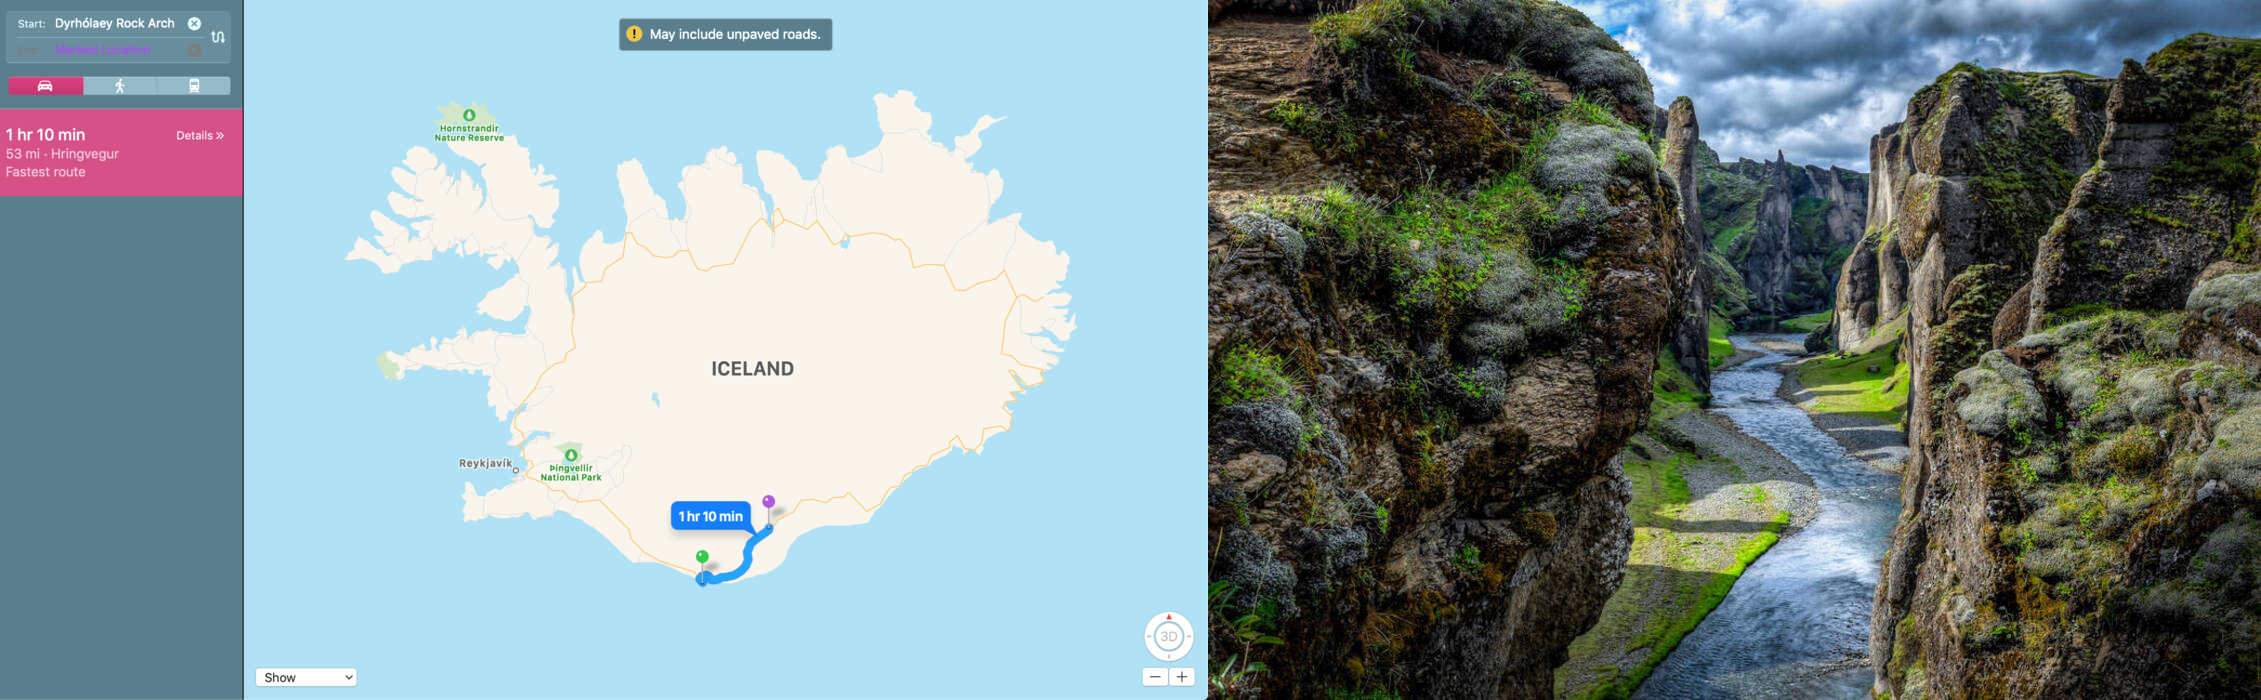 Start: Dyrhólaey Rock Arch
End: Marked Location
1 hr 10 min
Details »
53 mi · Hringvegur
Fastest route
! May include unpaved roads.
Hornstrandir
Nature Reserve
ICELAND
Reykjavík
Þingvellir
National Park
1 hr 10 min
3D
Show
− +